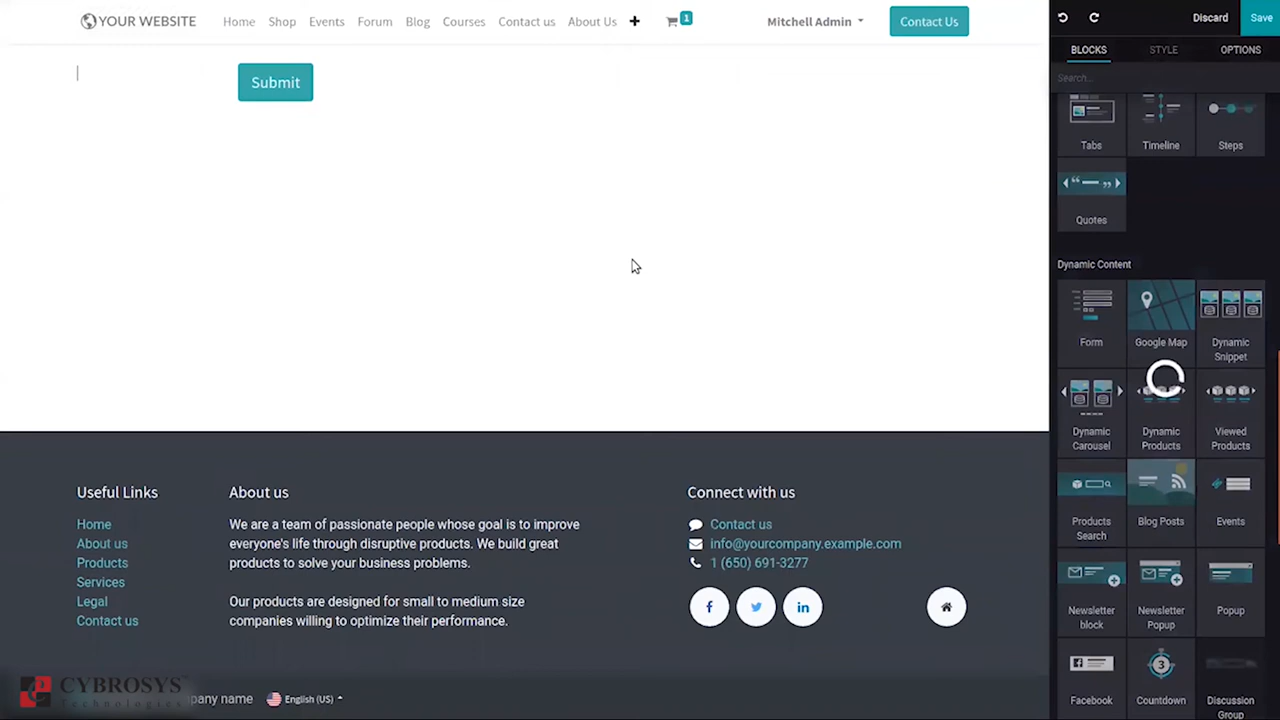 YOUR WEBSITE Home Shop Events Forum Blog Courses Contact us About Us + 1 Mitchell Admin Contact Us
Discard Save
BLOCKS STYLE OPTIONS
Search...
Submit
Tabs Timeline Steps
Quotes
Dynamic Content
Form Google Map Dynamic Snippet
Dynamic Carousel Dynamic Products Viewed Products
Products Search Blog Posts Events
Newsletter block Newsletter Popup Popup
Facebook 3 Countdown Discussion Group
Useful Links
Home
About us
Products
Services
Legal
Contact us
About us
We are a team of passionate people whose goal is to improve
everyone's life through disruptive products. We build great
products to solve your business problems.
Our products are designed for small to medium size
companies willing to optimize their performance.
Connect with us
Contact us
info@yourcompany.example.com
1 (650) 691-3277
CYBROSYS
Technologies
name English (US)